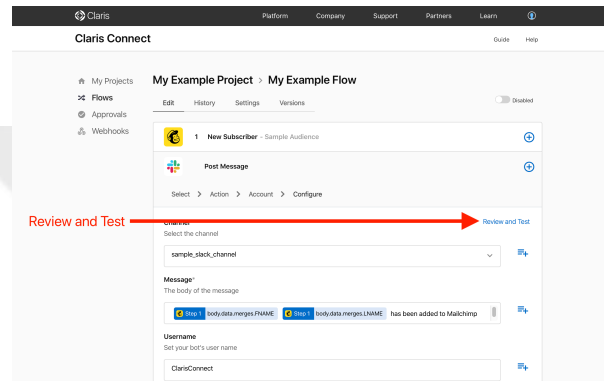 Claris
Platform Company Support Partners Learn
Claris Connect
Guide Help
My Projects
Flows
Approvals
Webhooks
My Example Project > My Example Flow
Edit History Settings Versions
Disabled
1 New Subscriber - Sample Audience
Post Message
Select > Action > Account > Configure
Review and Test
Channel
Review and Test
Select the channel
sample_slack_channel
Message*
The body of the message
Step 1 body.data.merges.FNAME Step 1 body.data.merges.LNAME has been added to Mailchimp
Username
Set your bot's user name
ClarisConnect